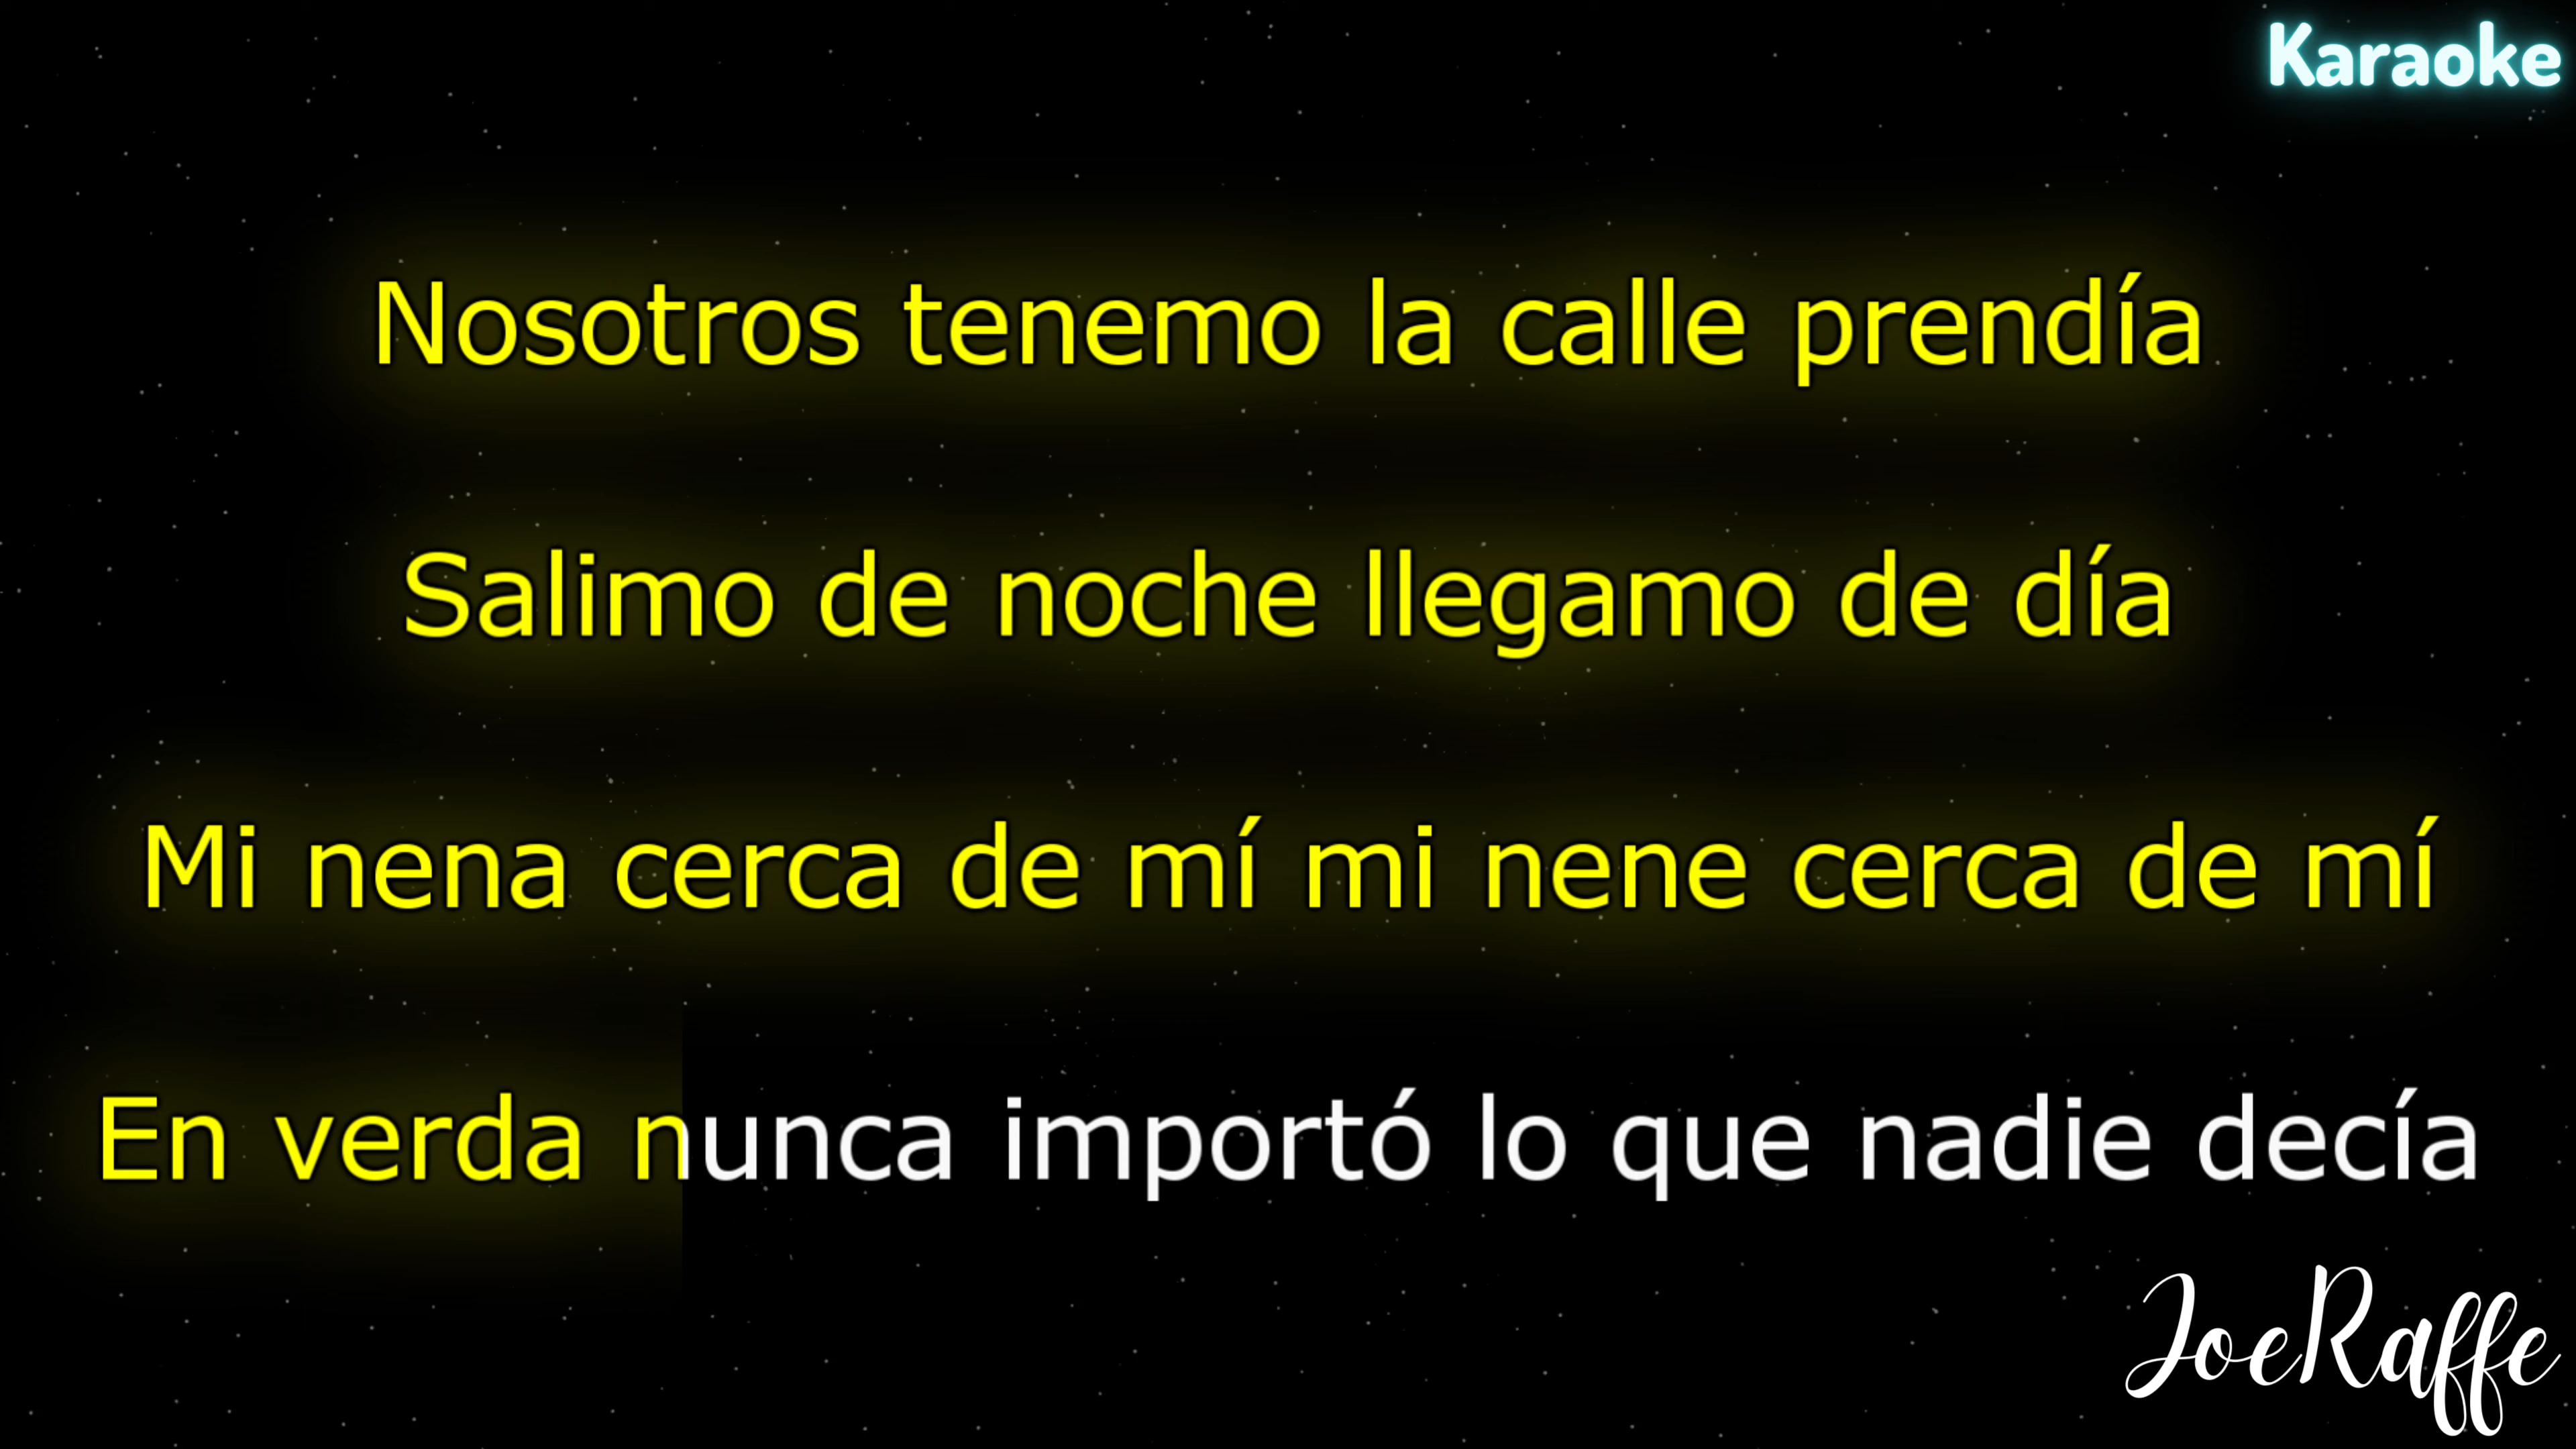 Karaoke
Nosotros tenemo la calle prendía
Salimo de noche llegamo de día
Mi nena cerca de mí mi nene cerca de mí
En verda nunca importó lo que nadie decía
JoeRaffe